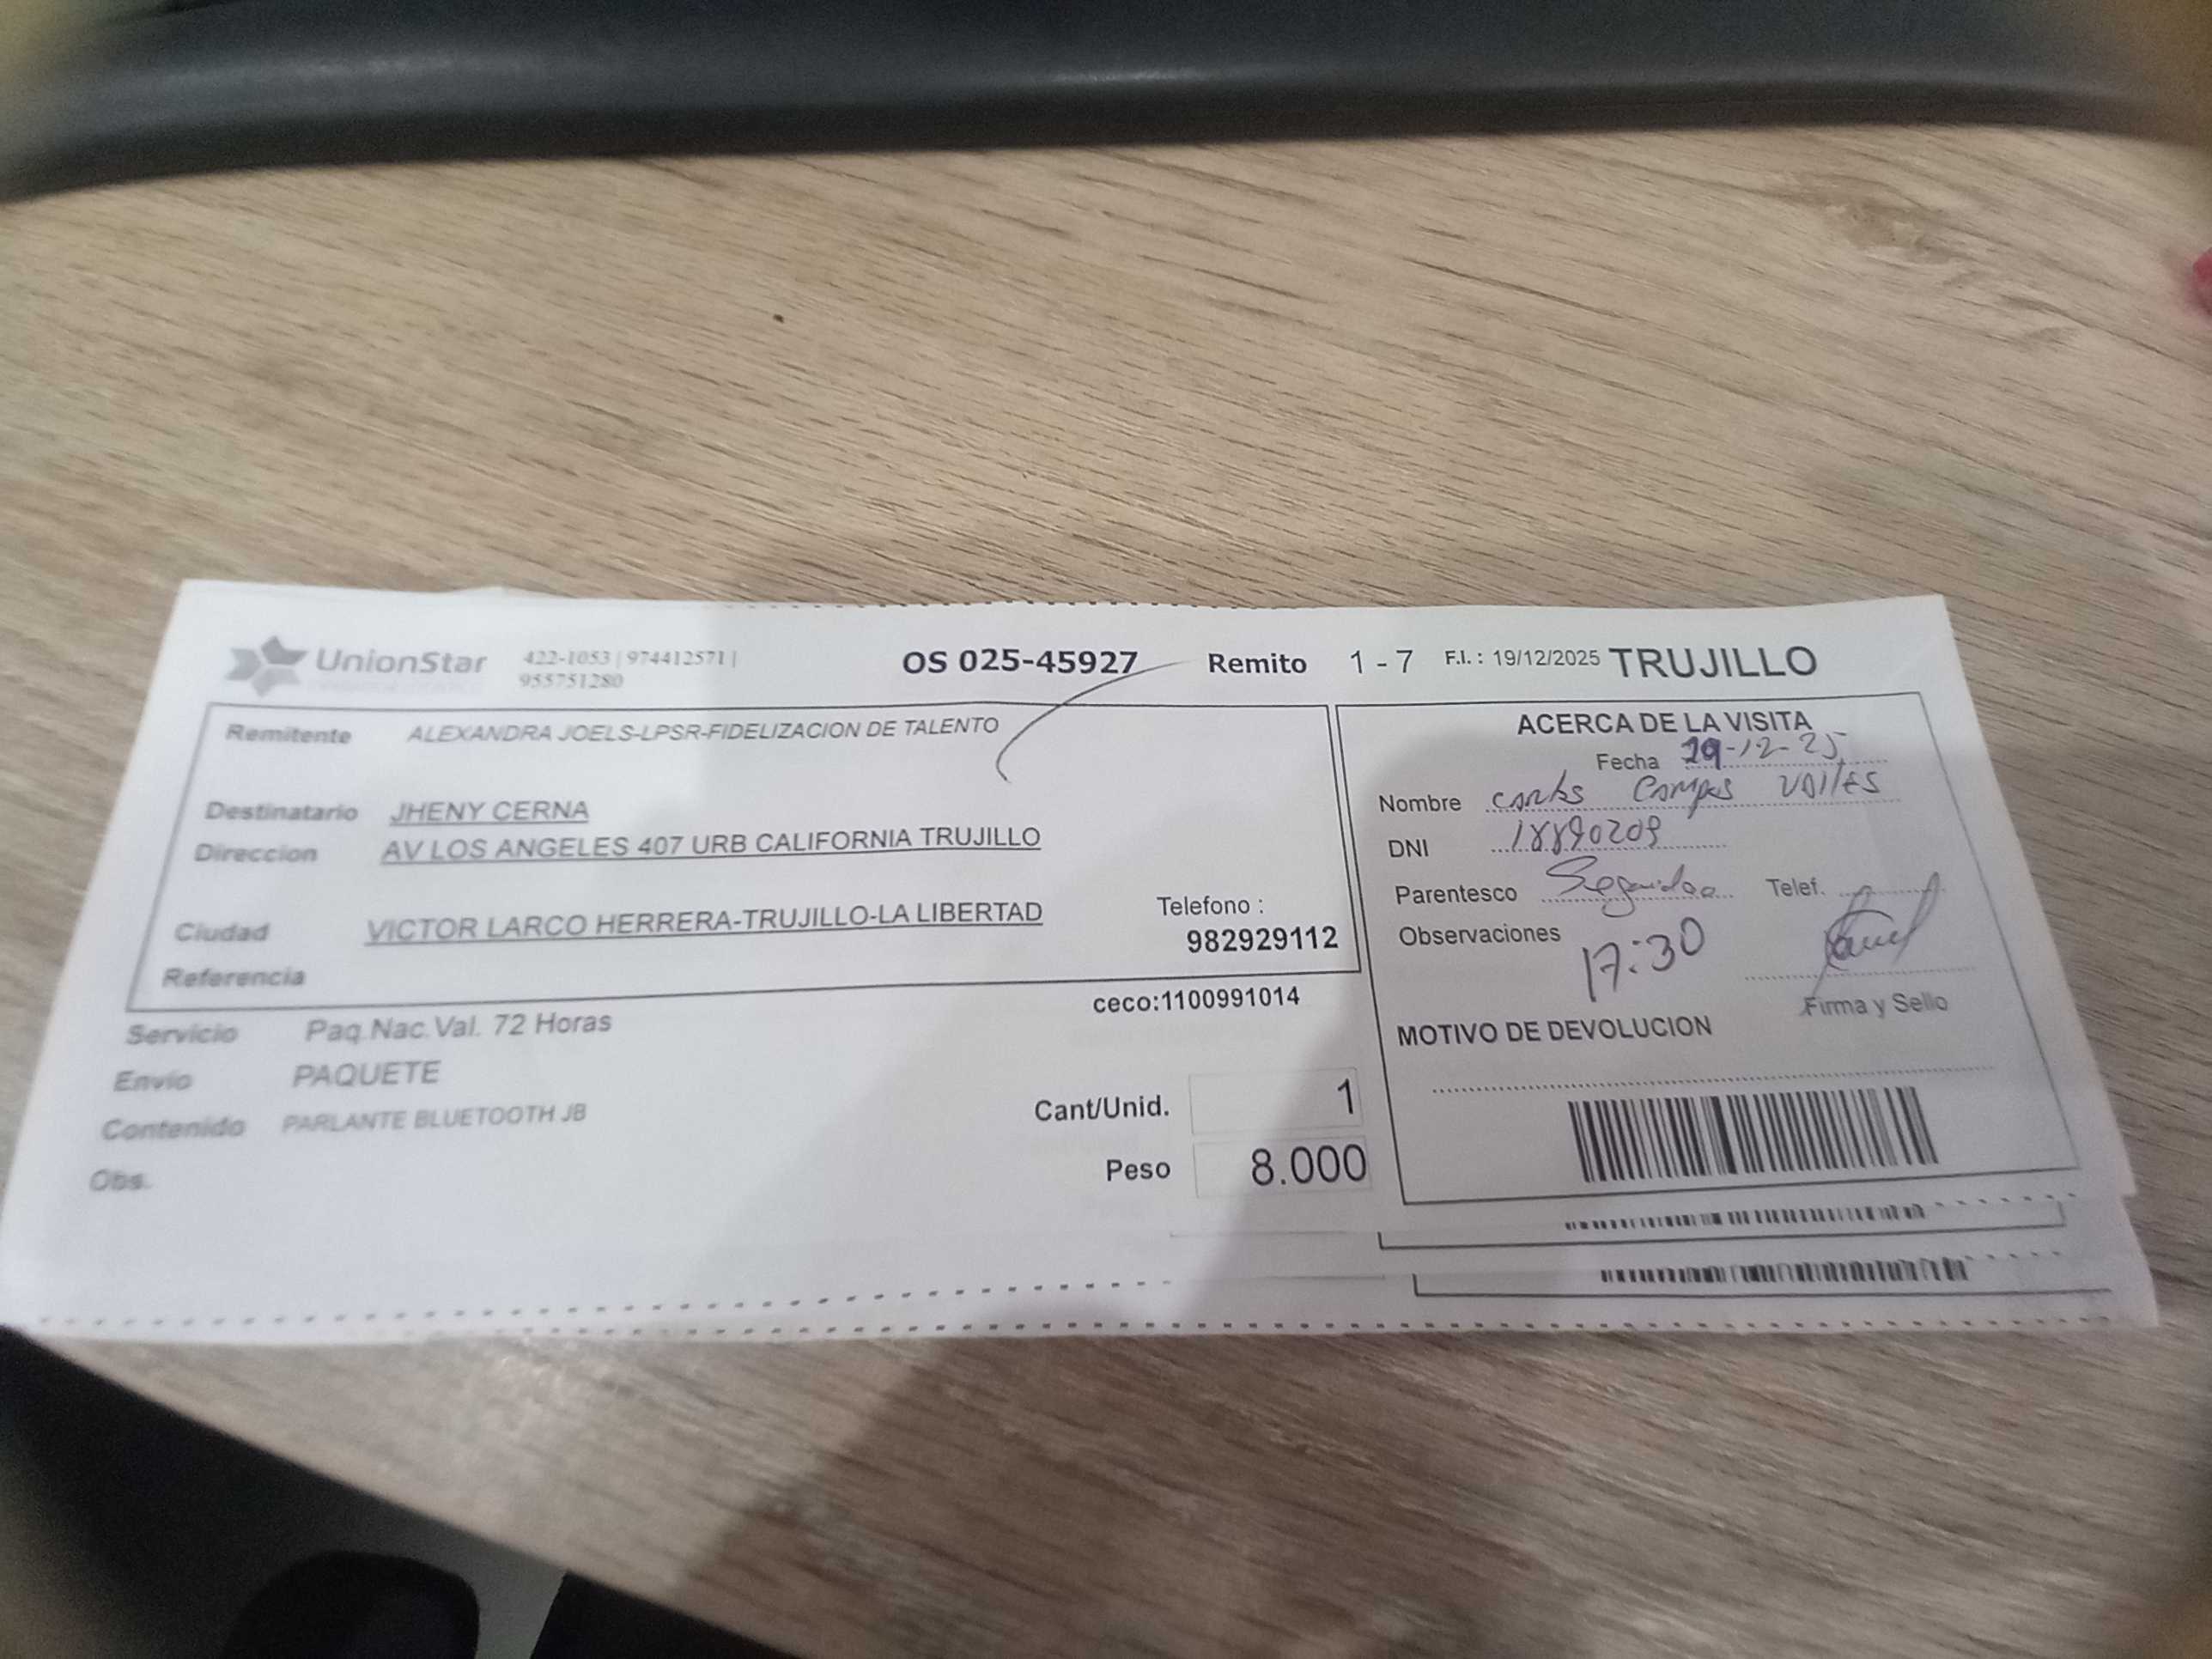 UnionStar 422-1053 | 974412571 |
955751280
OS 025-45927 Remito 1 - 7 F.I. : 19/12/2025 TRUJILLO
Remitente ALEXANDRA JOELS-LPSR-FIDELIZACION DE TALENTO
Destinatario JHENY CERNA
Direccion AV LOS ANGELES 407 URB CALIFORNIA TRUJILLO
Ciudad VICTOR LARCO HERRERA-TRUJILLO-LA LIBERTAD
Telefono :
982929112
Referencia
ceco:1100991014
Servicio Paq.Nac.Val. 72 Horas
Envio PAQUETE
Contenido PARLANTE BLUETOOTH JB
Obs.
Cant/Unid. 1
Peso 8.000
ACERCA DE LA VISITA
Fecha 29-12-25
Nombre Carlos Campos Valles
DNI 18890209
Parentesco Seguridad Telef.
Observaciones 17:30
Firma y Sello
MOTIVO DE DEVOLUCION